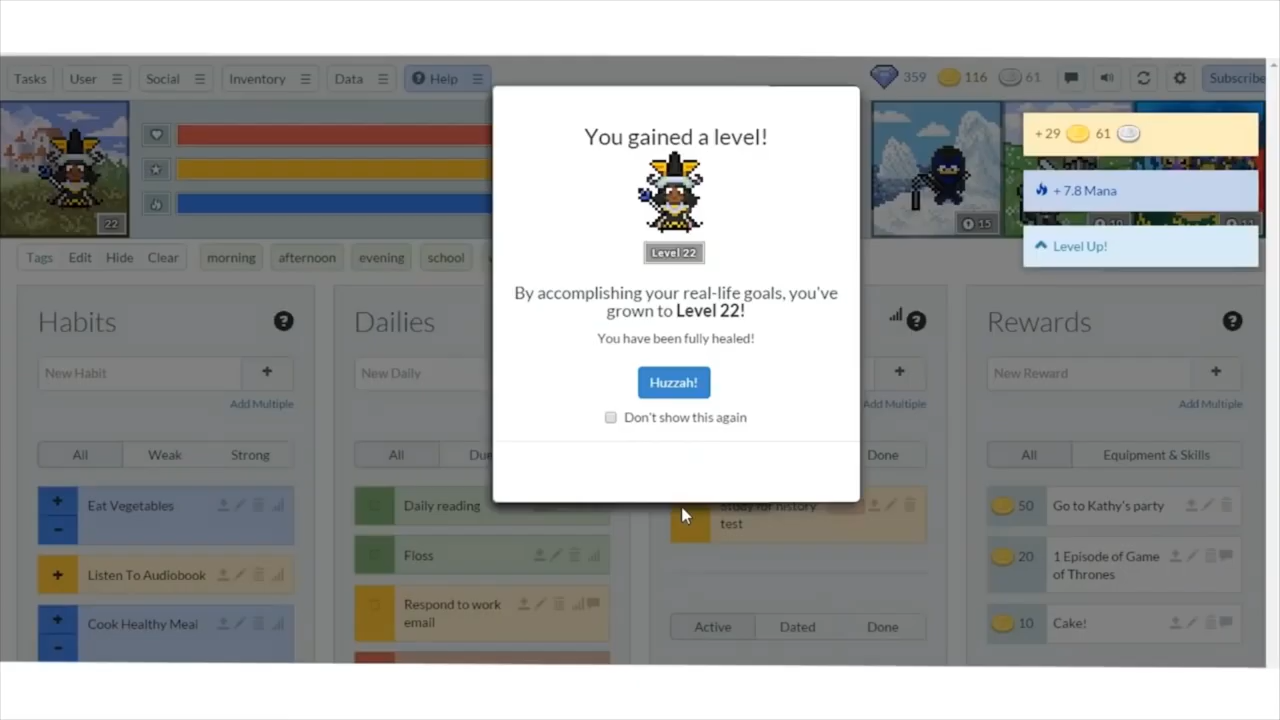 Tasks User Social Inventory Data Help 359 116 61 Subscribe
22
15
+ 29 61
+ 7.8 Mana
Level Up!
You gained a level!
Level 22
By accomplishing your real-life goals, you've
grown to Level 22!
You have been fully healed!
Huzzah!
Don't show this again
Tags Edit Hide Clear morning afternoon evening school
Habits
New Habit
Add Multiple
All Weak Strong
Eat Vegetables
Listen To Audiobook
Cook Healthy Meal
Dailies
New Daily
All Due
Daily reading
Floss
Respond to work
email
Add Multiple
Done
Study for history
test
Active Dated Done
Rewards
New Reward
Add Multiple
All Equipment & Skills
50 Go to Kathy's party
20 1 Episode of Game
of Thrones
10 Cake!